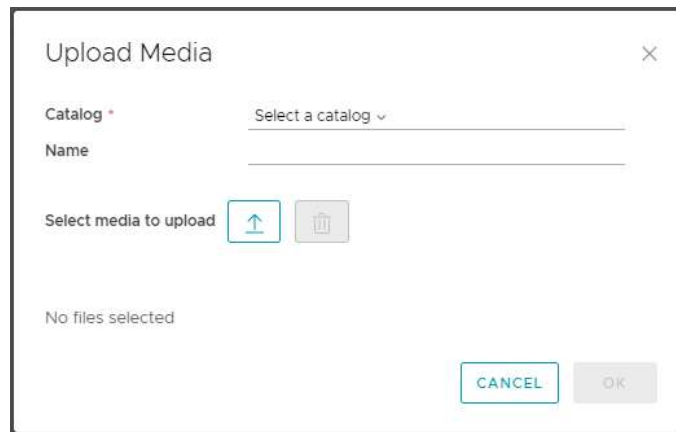 Upload Media
Catalog * Select a catalog
Name
Select media to upload
No files selected
CANCEL OK